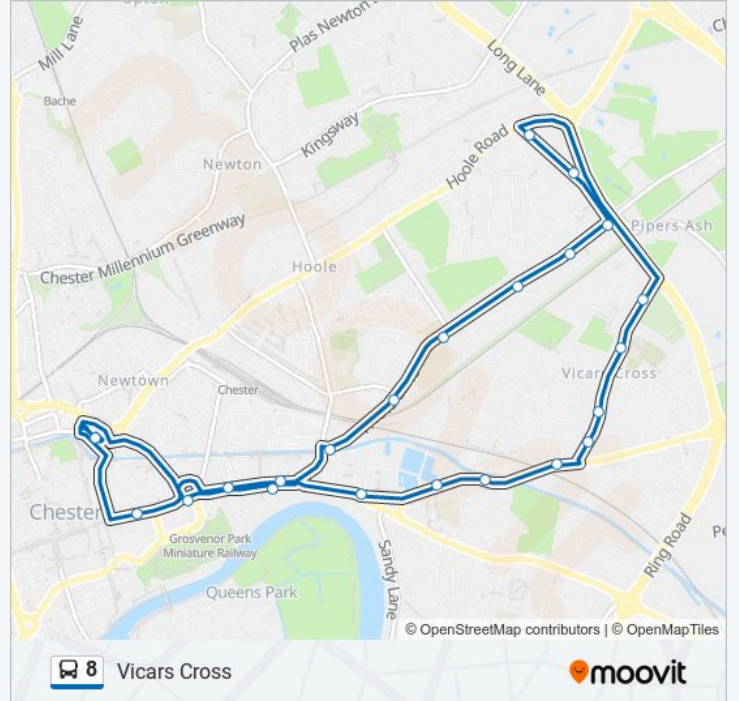 Upton
Mill Lane
Plas Newton
Long Lane
Bache
Kingsway
Newton
Hoole Road
Pipers Ash
Chester Millennium Greenway
Hoole
Vicars Cross
Newtown
Chester
Chester
Grosvenor Park
Miniature Railway
Queens Park
Sandy Lane
Ring Road
© OpenStreetMap contributors | © OpenMapTiles
8 Vicars Cross
moovit